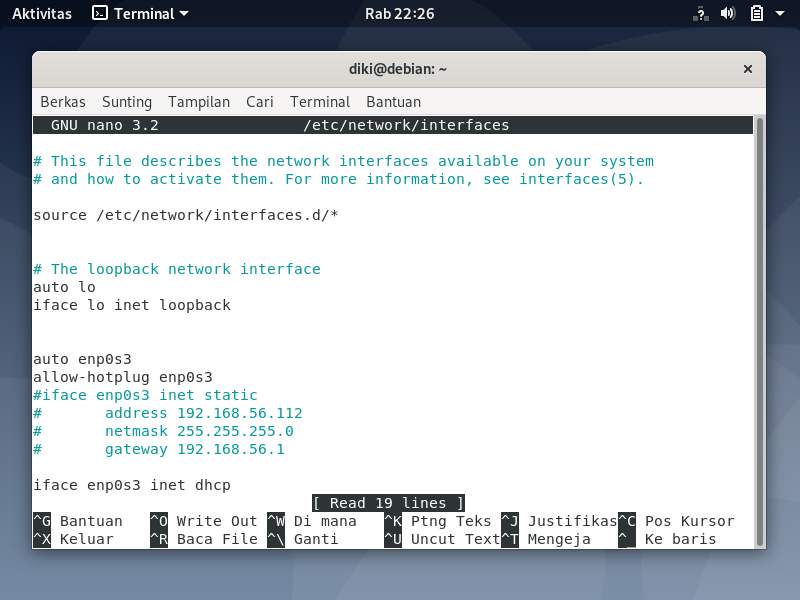 Aktivitas Terminal Rab 22:26 ?
diki@debian: ~ ×
Berkas Sunting Tampilan Cari Terminal Bantuan
GNU nano 3.2 /etc/network/interfaces
# This file describes the network interfaces available on your system
# and how to activate them. For more information, see interfaces(5).
source /etc/network/interfaces.d/*
# The loopback network interface
auto lo
iface lo inet loopback
auto enp0s3
allow-hotplug enp0s3
#iface enp0s3 inet static
#       address 192.168.56.112
#       netmask 255.255.255.0
#       gateway 192.168.56.1
iface enp0s3 inet dhcp
[ Read 19 lines ]
^G Bantuan ^O Write Out ^W Di mana ^K Ptng Teks ^J Justifikas ^C Pos Kursor
^X Keluar ^R Baca File ^\ Ganti ^U Uncut Text ^T Mengeja ^_ Ke baris